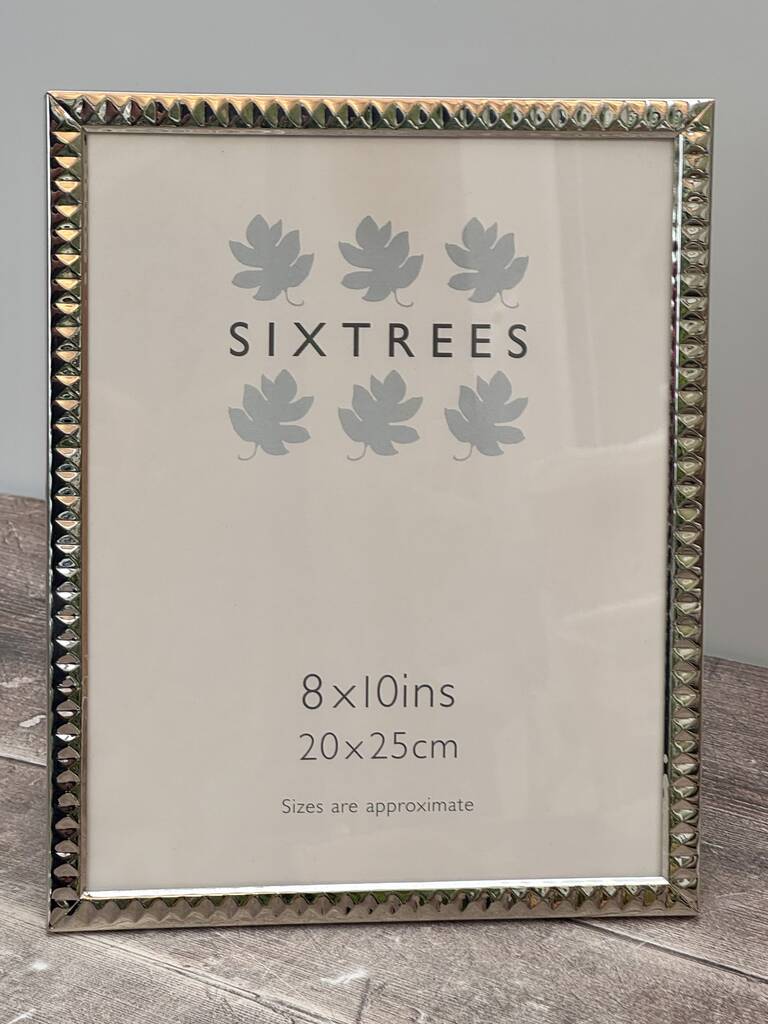 SIXTREES
8x10ins
20x25cm
Sizes are approximate